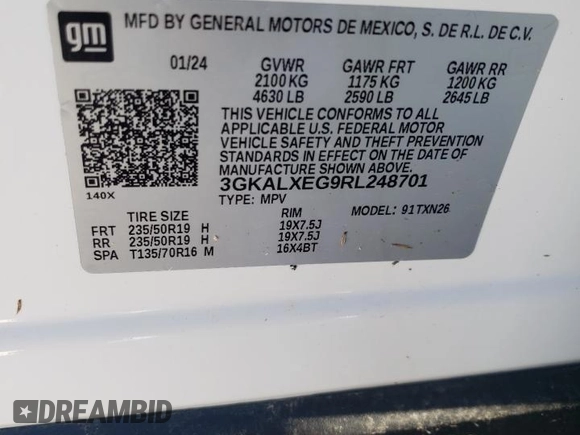 gm
MFD BY GENERAL MOTORS DE MEXICO, S. DE R.L. DE C.V.
01/24 GVWR GAWR FRT GAWR RR
2100 KG 1175 KG 1200 KG
4630 LB 2590 LB 2645 LB
THIS VEHICLE CONFORMS TO ALL
APPLICABLE U.S. FEDERAL MOTOR
VEHICLE SAFETY AND THEFT PREVENTION
STANDARDS IN EFFECT ON THE DATE
OF MANUFACTURE SHOWN ABOVE.
3GKALXEG9RL248701
140X
TYPE: MPV MODEL: 91TXN26
TIRE SIZE RIM
FRT 235/50R19 H 19X7.5J
RR 235/50R19 H 19X7.5J
SPA T135/70R16 M 16X4BT
DREAMBID